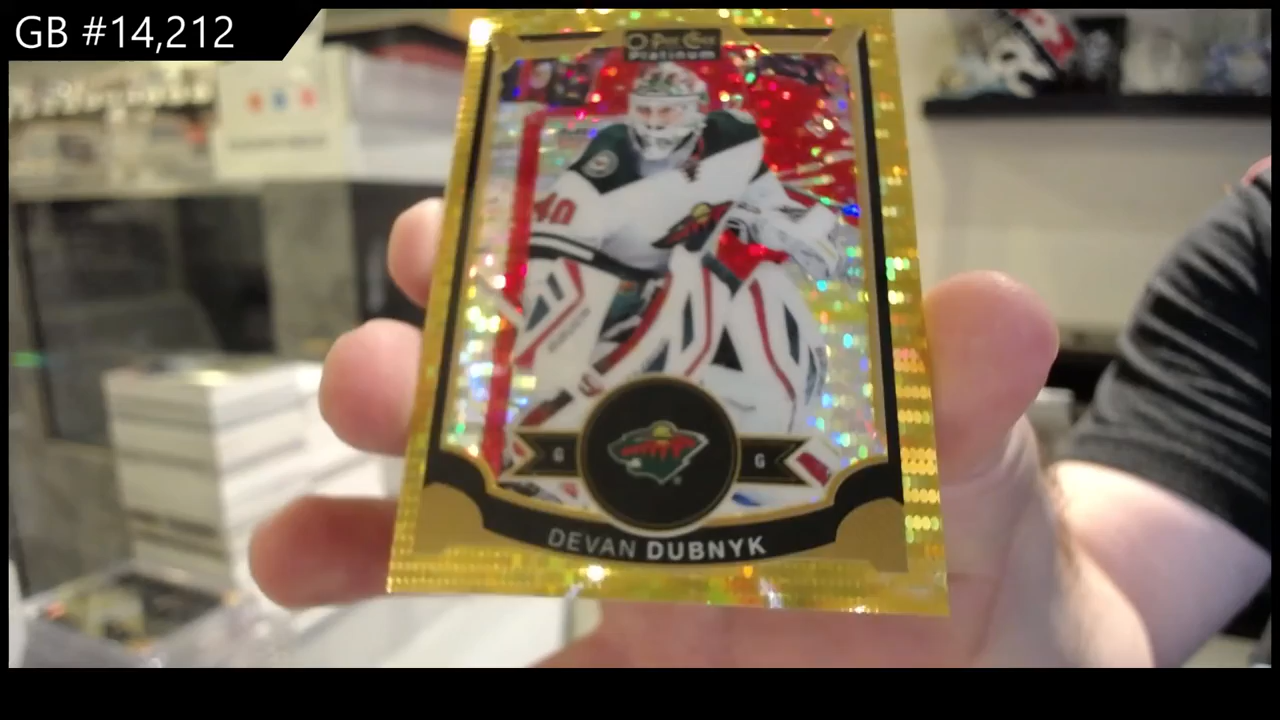 GB #14,212
O Pee Chee
Platinum
40
G G
DEVAN DUBNYK